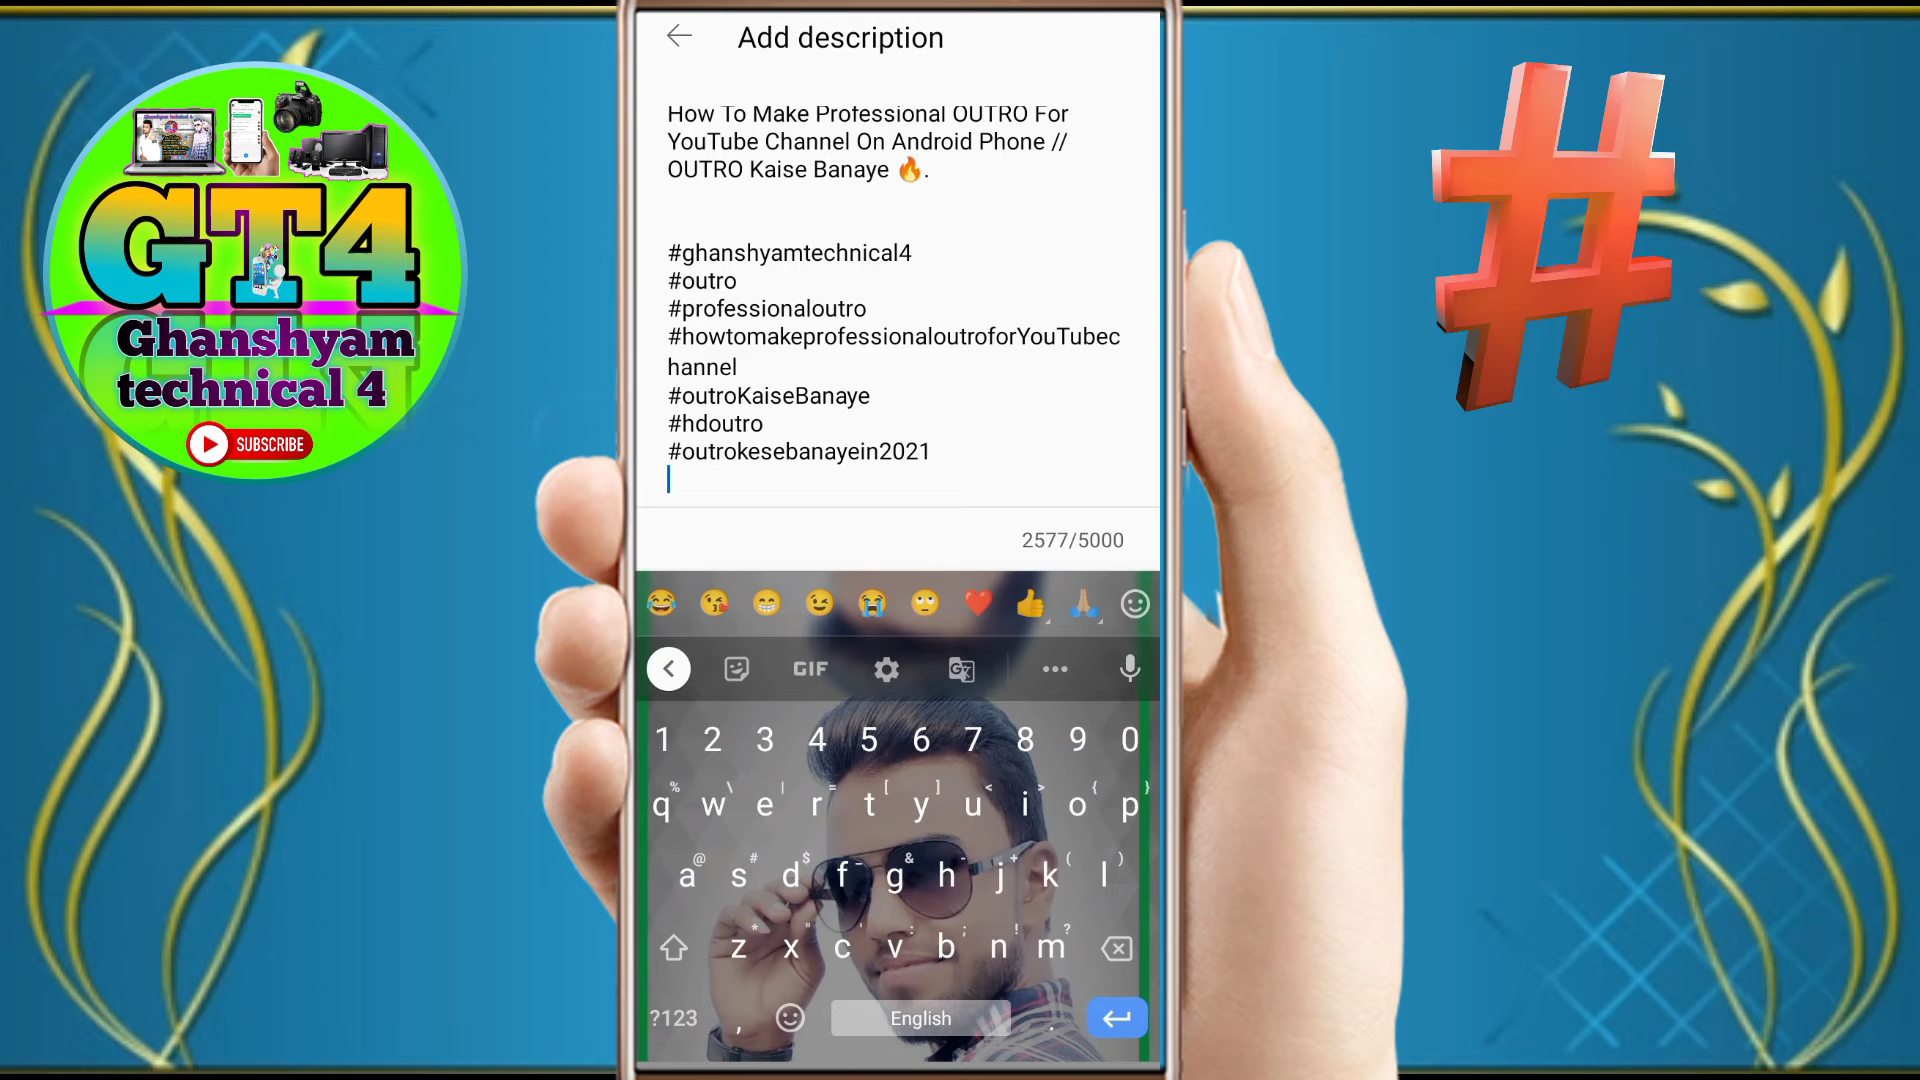 Add description
How To Make Professional OUTRO For
YouTube Channel On Android Phone //
OUTRO Kaise Banaye 🔥.
#ghanshyamtechnical4
#outro
#professionaloutro
#howtomakeprofessionaloutroforYouTubec
hannel
#outroKaiseBanaye
#hdoutro
#outrokesebanayein2021
2577/5000
GIF
1 2 3 4 5 6 7 8 9 0
% \ | = [ ] < > { }
q w e r t y u i o p
@ # $ _ & - + ( )
a s d f g h j k l
* " ' : ; ! ?
z x c v b n m
?123 , English .
GT4
Ghanshyam
technical 4
SUBSCRIBE
#